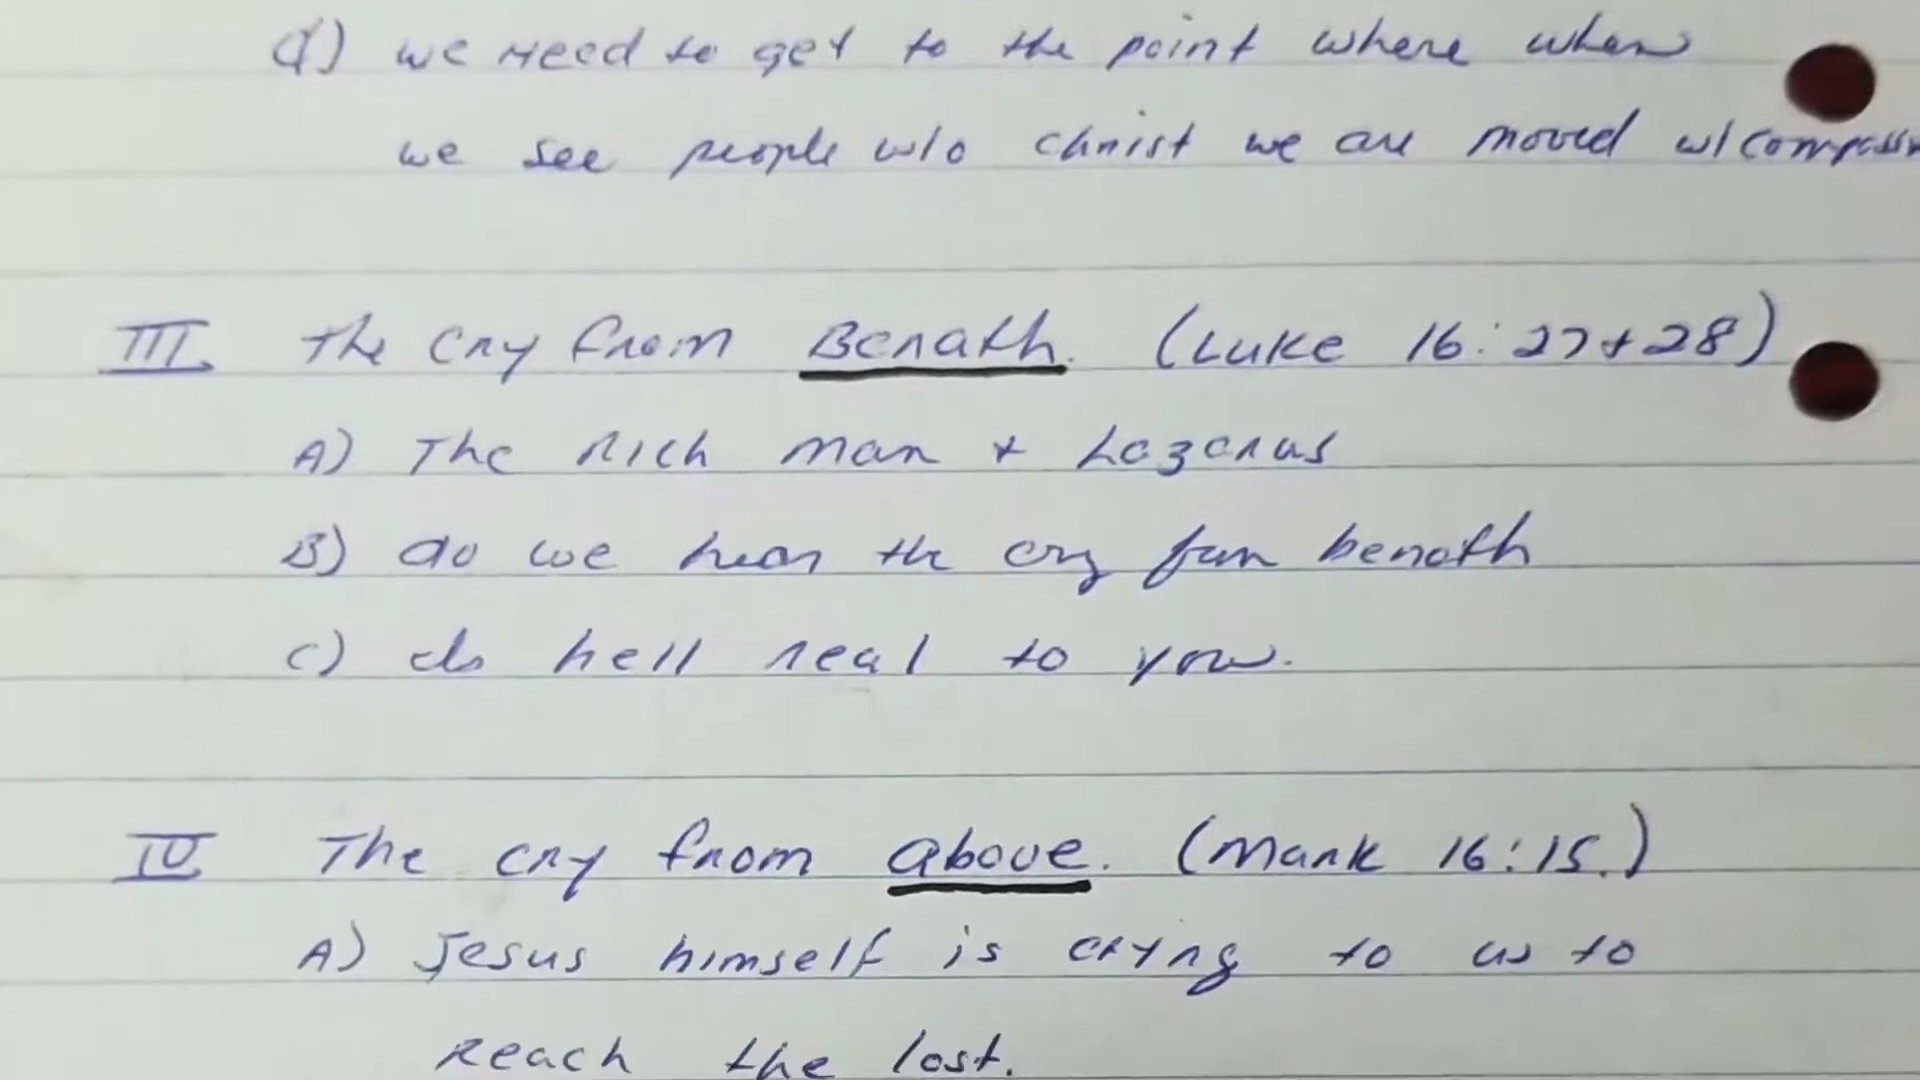 d) we need to get to the point where when
we see people w/o christ we are moved w/ compass
III The Cry from Benath. (Luke 16:27+28)
A) The Rich man + Lazarus
B) do we hear the cry from benath
C) Is hell real to you.
IV The cry from above. (Mark 16:15.)
A) Jesus himself is crying to us to
Reach the lost.